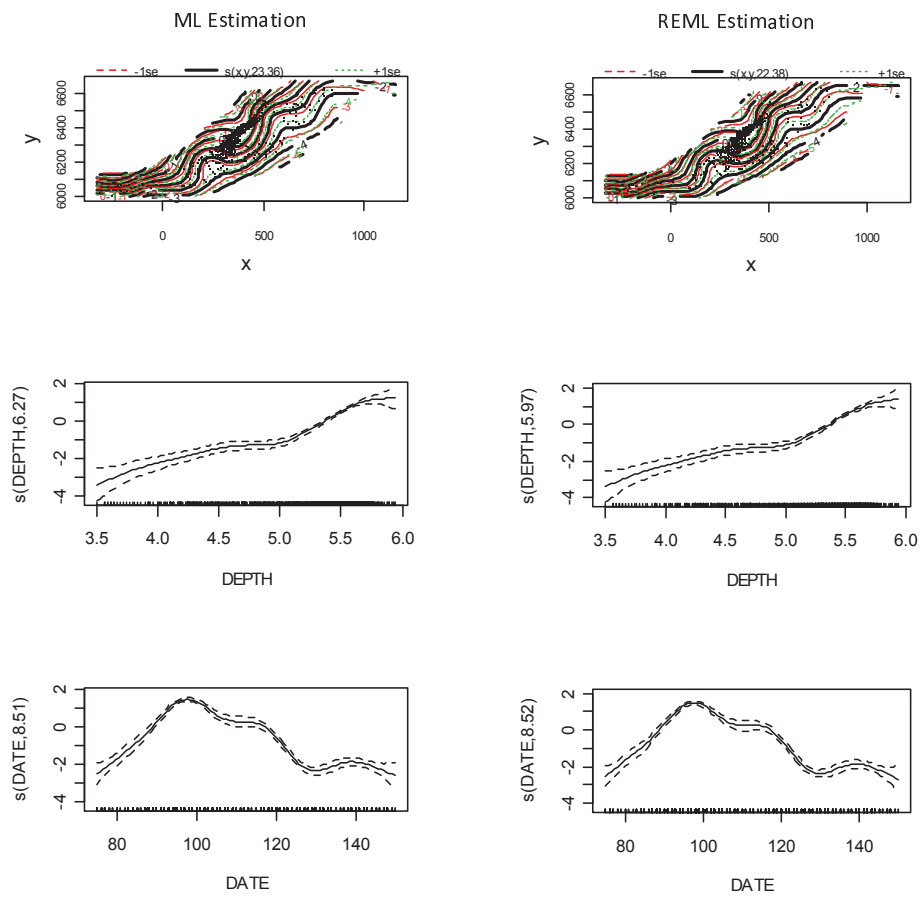 ML Estimation
REML Estimation
-1se s(x,y,23.36) +1se
y
6000 6200 6400 6600
0 500 1000
x
-1se s(x,y,22.38) +1se
y
6000 6200 6400 6600
0 500 1000
x
s(DEPTH,6.27)
2
0
-2
-4
3.5 4.0 4.5 5.0 5.5 6.0
DEPTH
s(DEPTH,5.97)
2
0
-2
-4
3.5 4.0 4.5 5.0 5.5 6.0
DEPTH
s(DATE,8.51)
2
0
-2
-4
80 100 120 140
DATE
s(DATE,8.52)
2
0
-2
-4
80 100 120 140
DATE